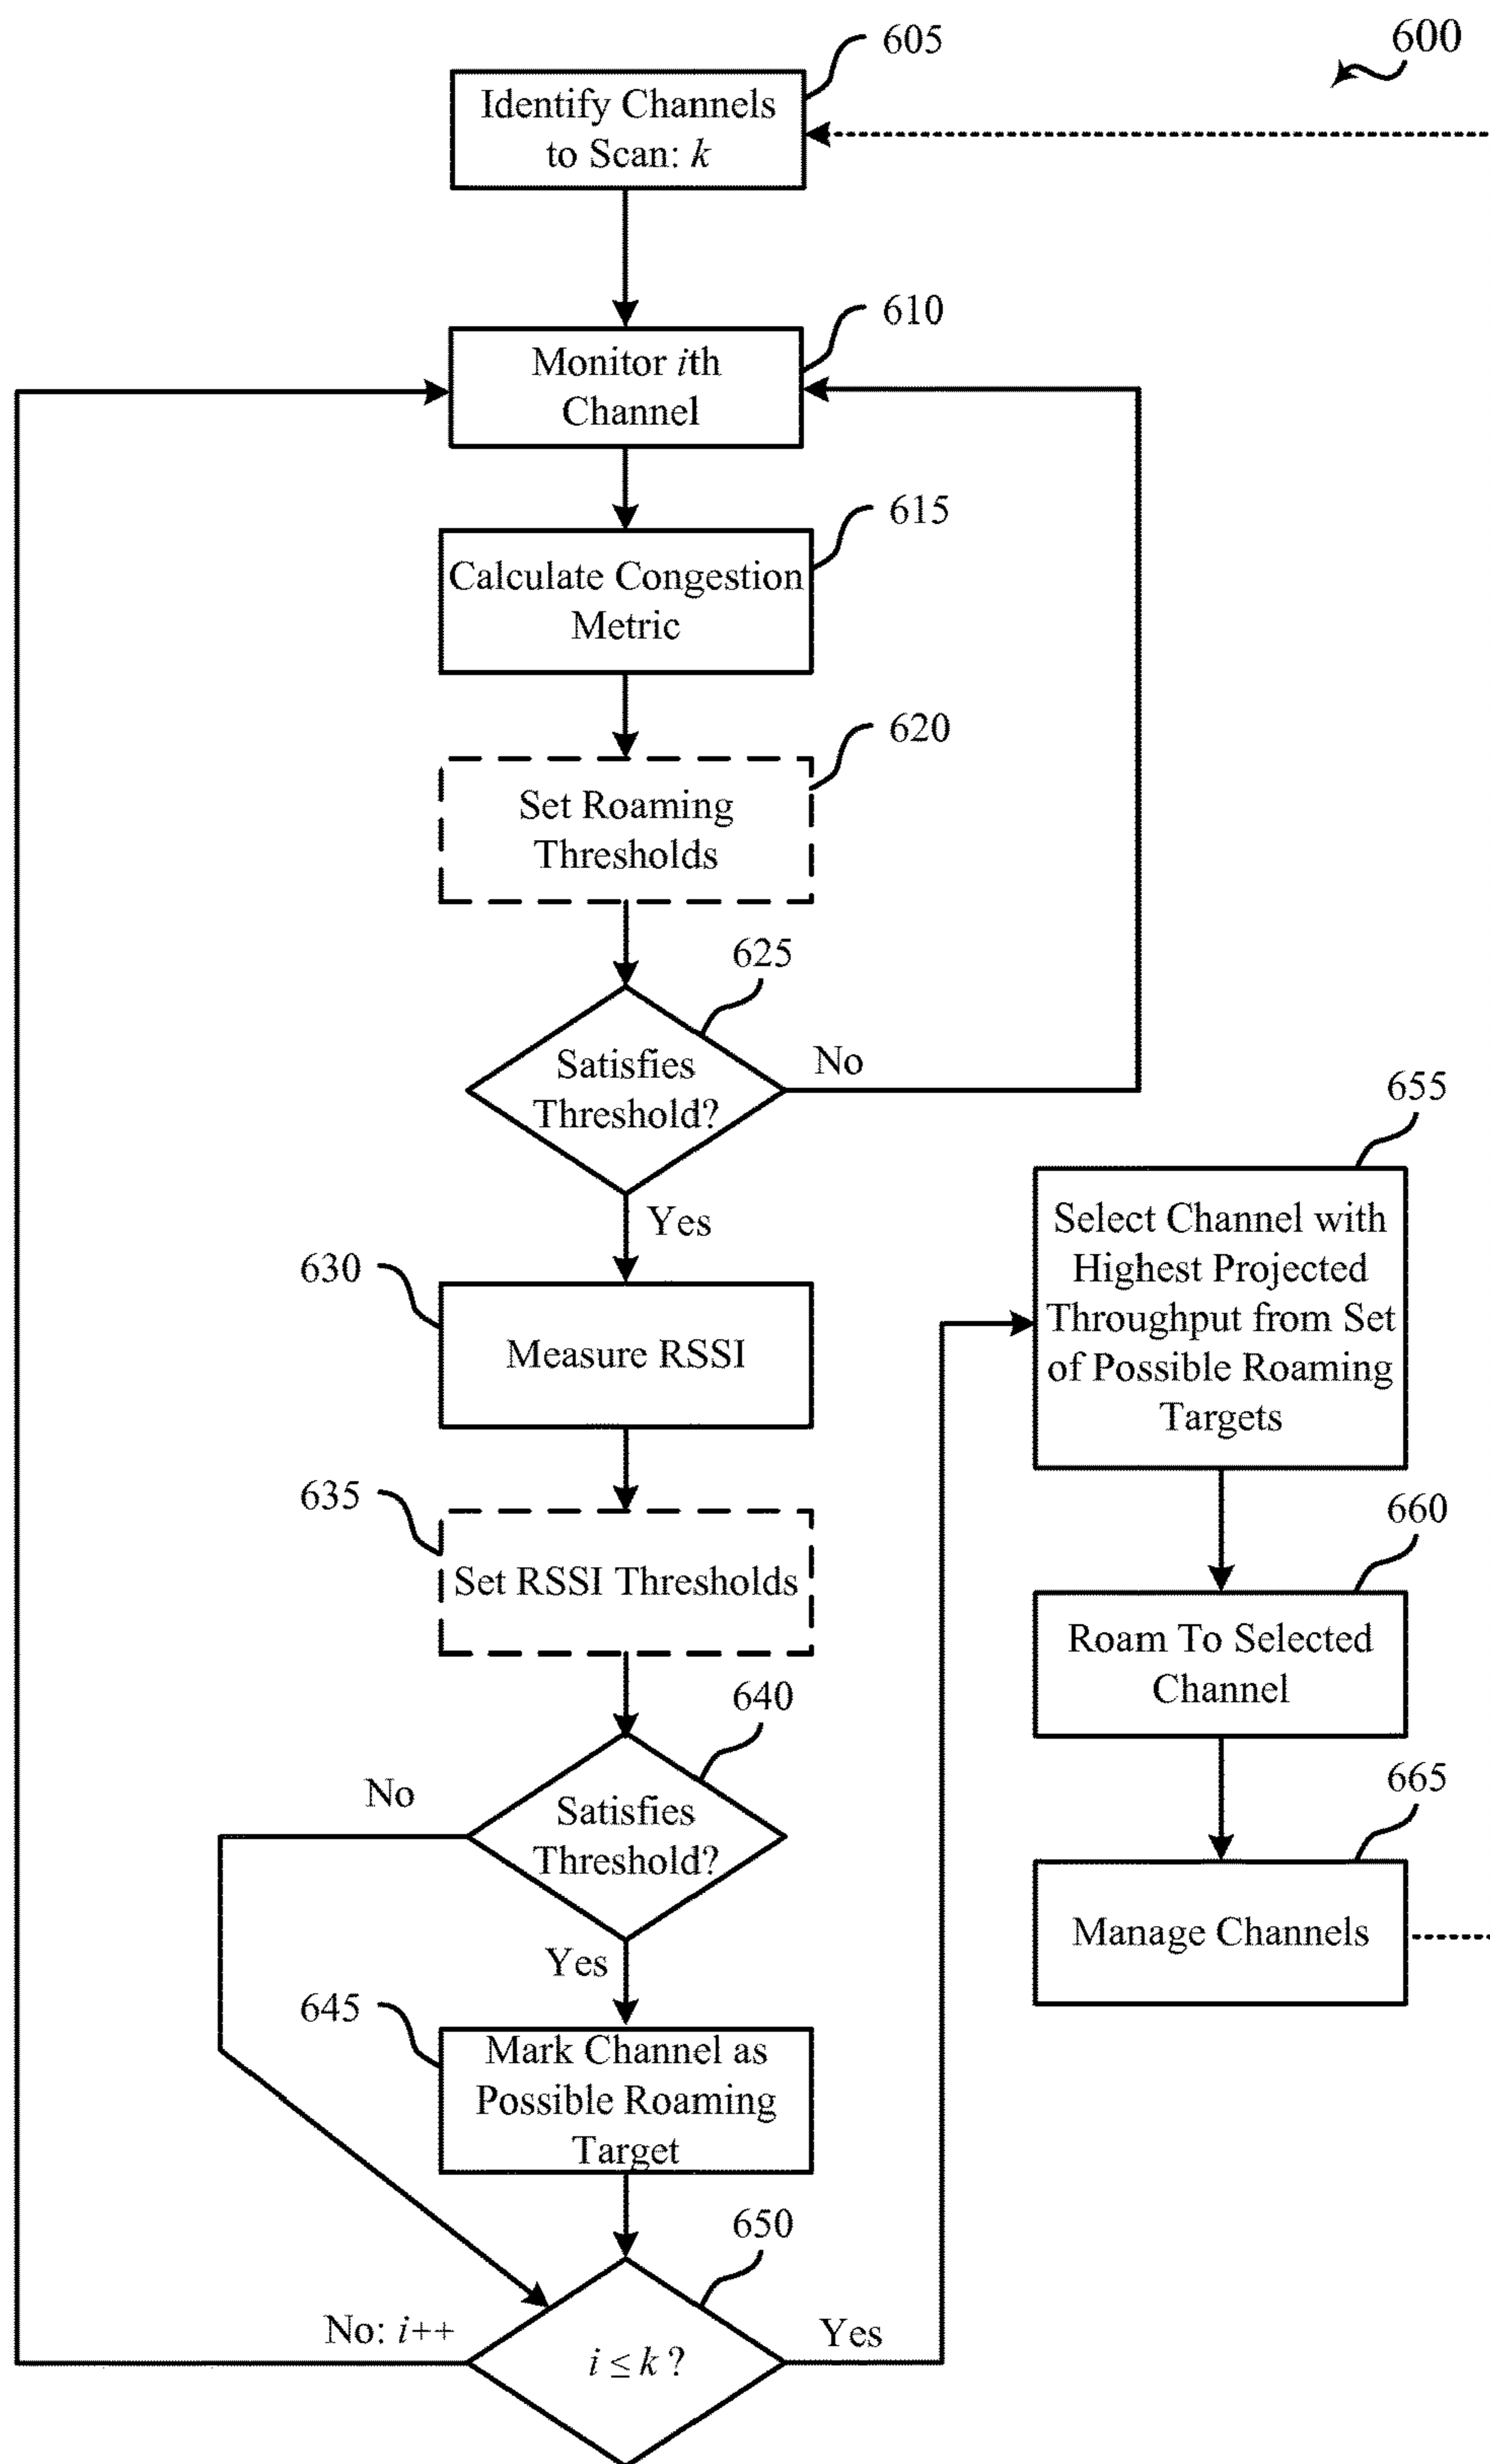 600
605
Identify Channels
to Scan: k
610
Monitor ith
Channel
615
Calculate Congestion
Metric
620
Set Roaming
Thresholds
625
Satisfies
Threshold?
No
Yes
630
Measure RSSI
635
Set RSSI Thresholds
640
Satisfies
Threshold?
No
Yes
645
Mark Channel as
Possible Roaming
Target
650
i ≤ k ?
No: i++
Yes
655
Select Channel with
Highest Projected
Throughput from Set
of Possible Roaming
Targets
660
Roam To Selected
Channel
665
Manage Channels